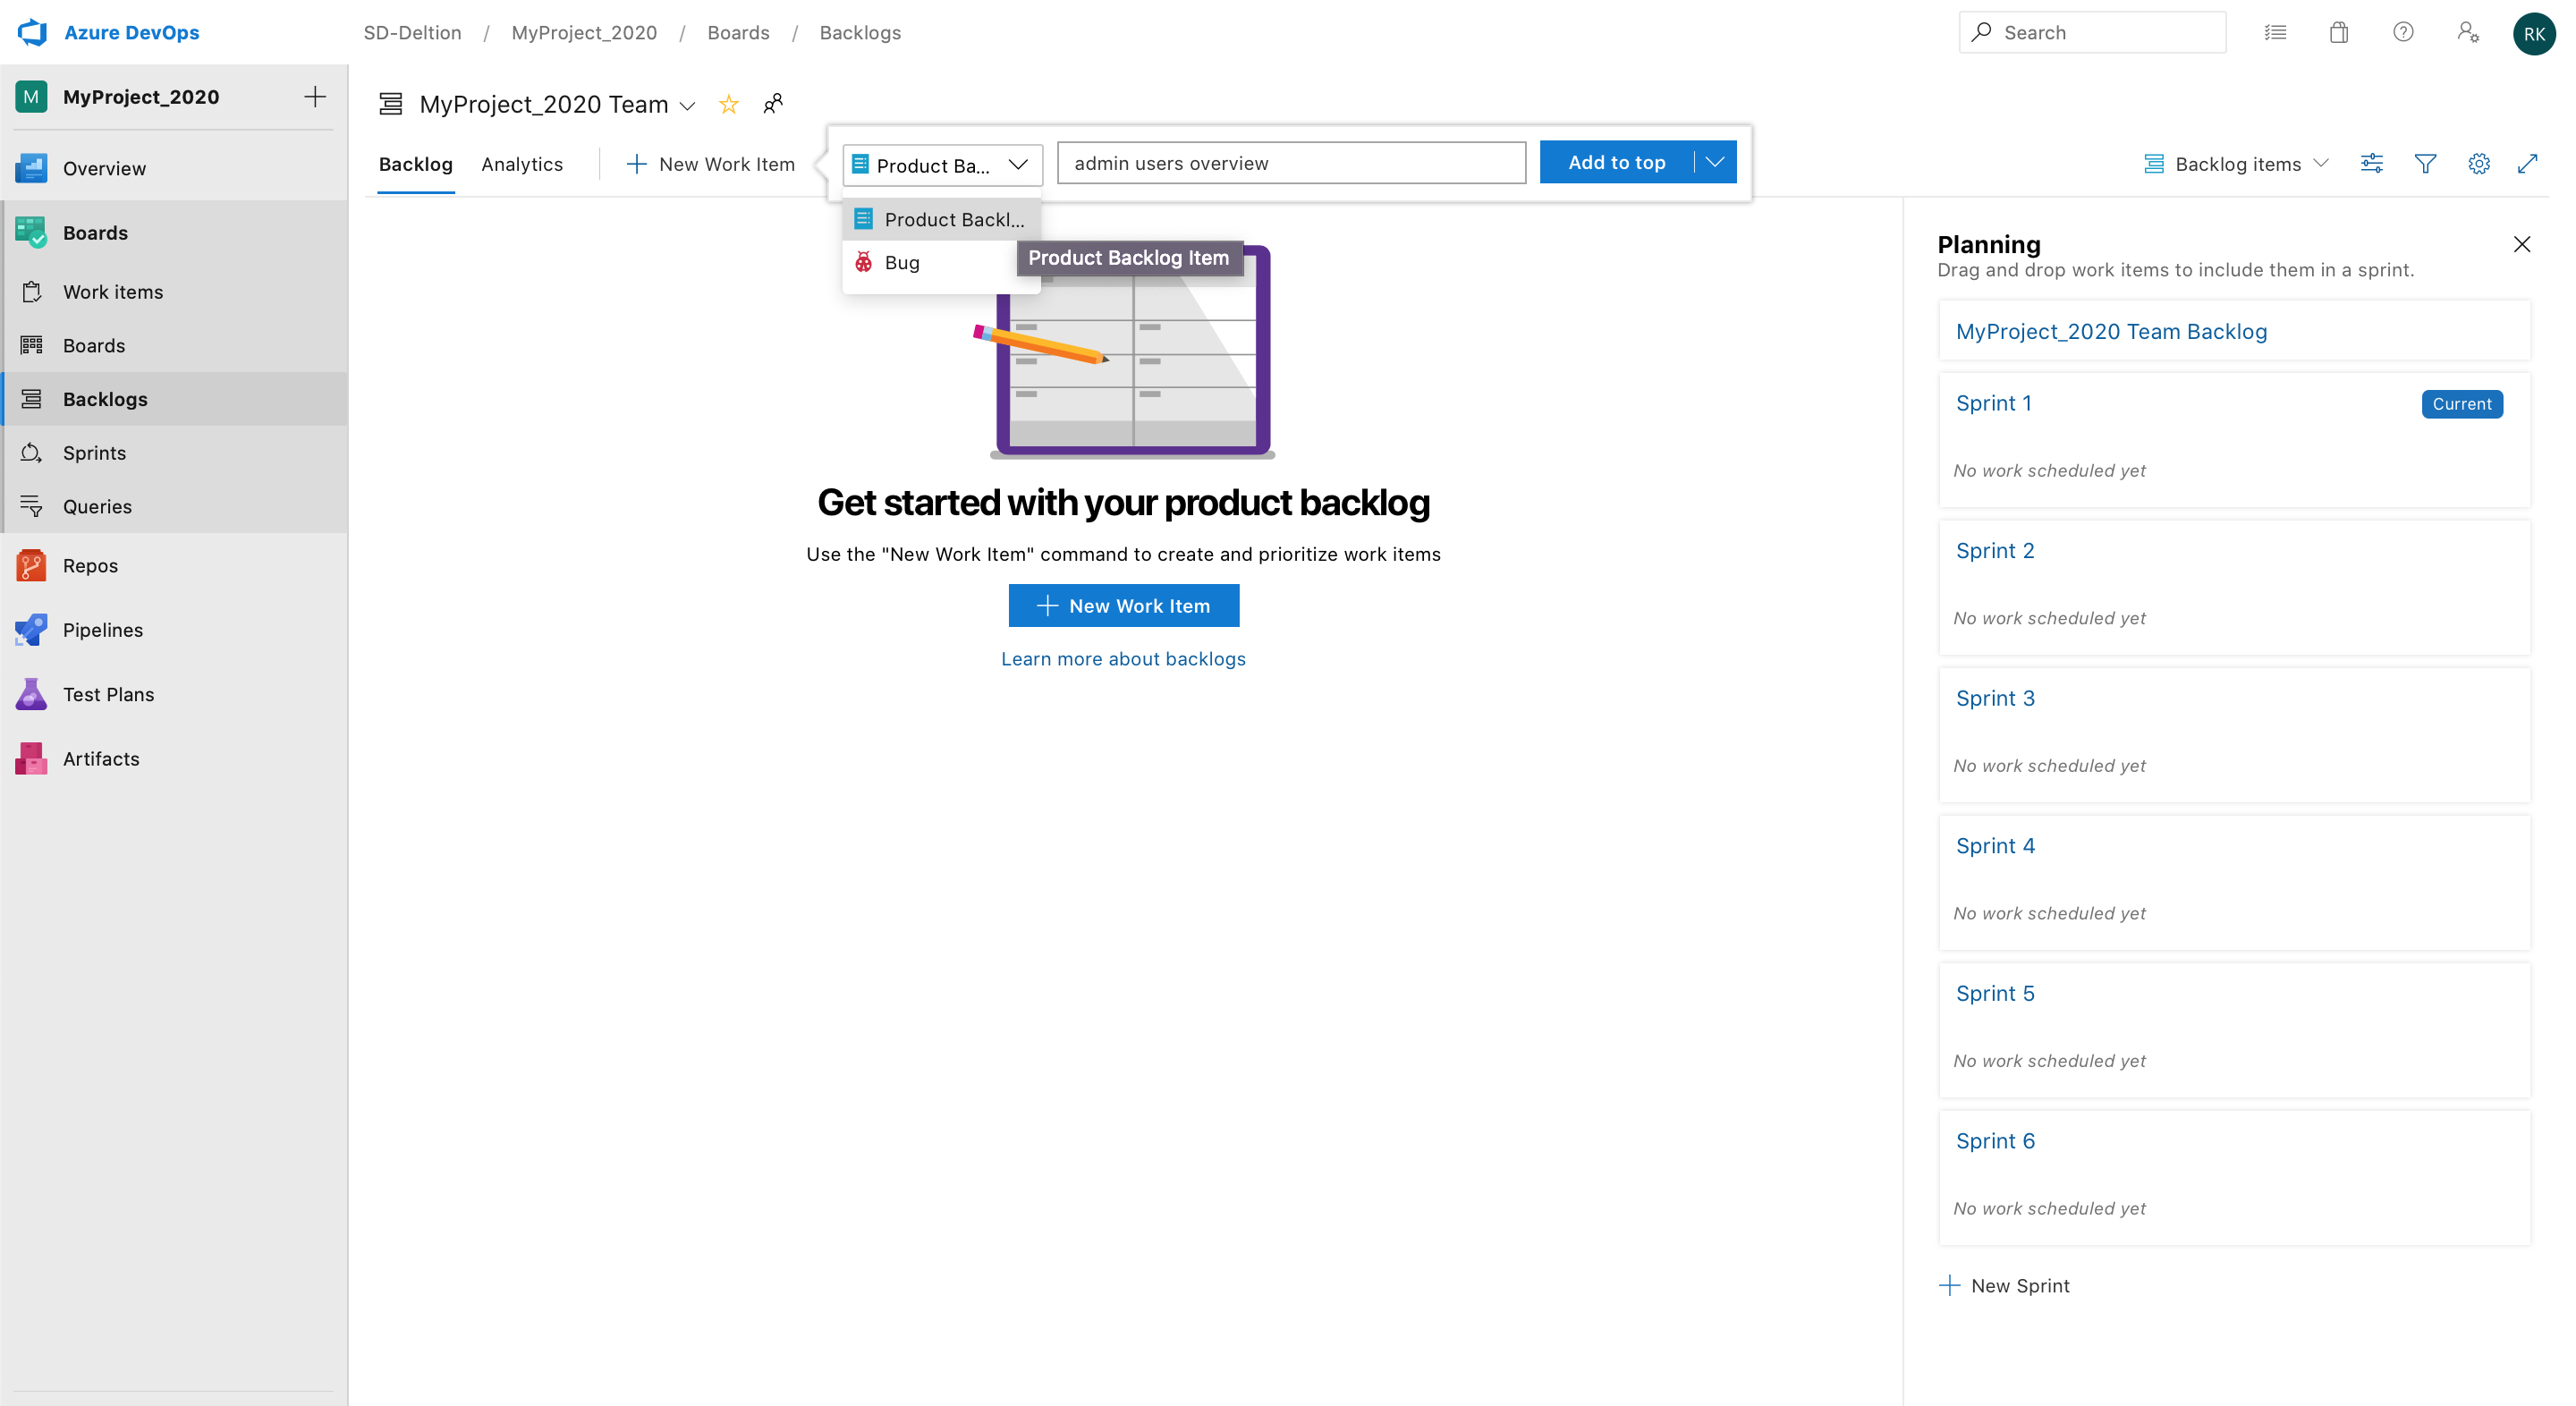 Azure DevOps
SD-Deltion / MyProject_2020 / Boards / Backlogs
Search
RK
M MyProject_2020
MyProject_2020 Team
Backlog Analytics New Work Item
Product Ba...
admin users overview
Add to top
Backlog items
Product Backl...
Bug
Product Backlog Item
Overview
Boards
Work items
Boards
Backlogs
Sprints
Queries
Repos
Pipelines
Test Plans
Artifacts
Get started with your product backlog
Use the "New Work Item" command to create and prioritize work items
New Work Item
Learn more about backlogs
Planning
Drag and drop work items to include them in a sprint.
MyProject_2020 Team Backlog
Sprint 1
Current
No work scheduled yet
Sprint 2
No work scheduled yet
Sprint 3
No work scheduled yet
Sprint 4
No work scheduled yet
Sprint 5
No work scheduled yet
Sprint 6
No work scheduled yet
New Sprint